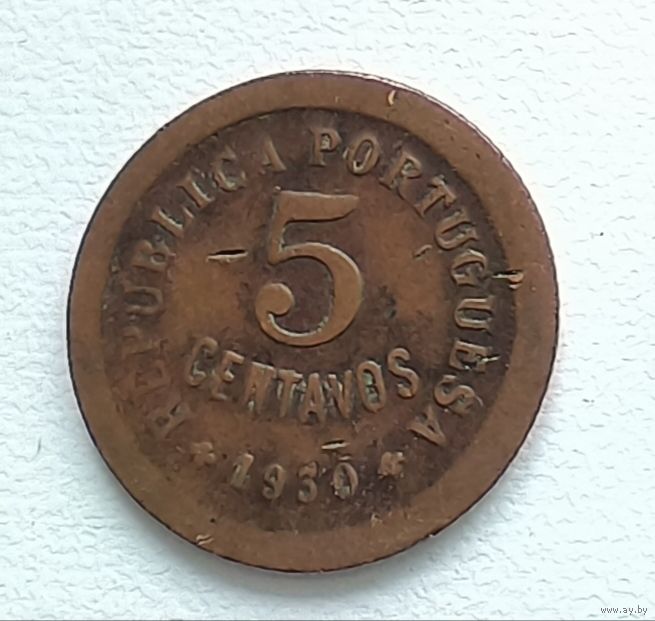 REPUBLICA PORTUGUESA
5
CENTAVOS
* 1930 *
www.ay.by